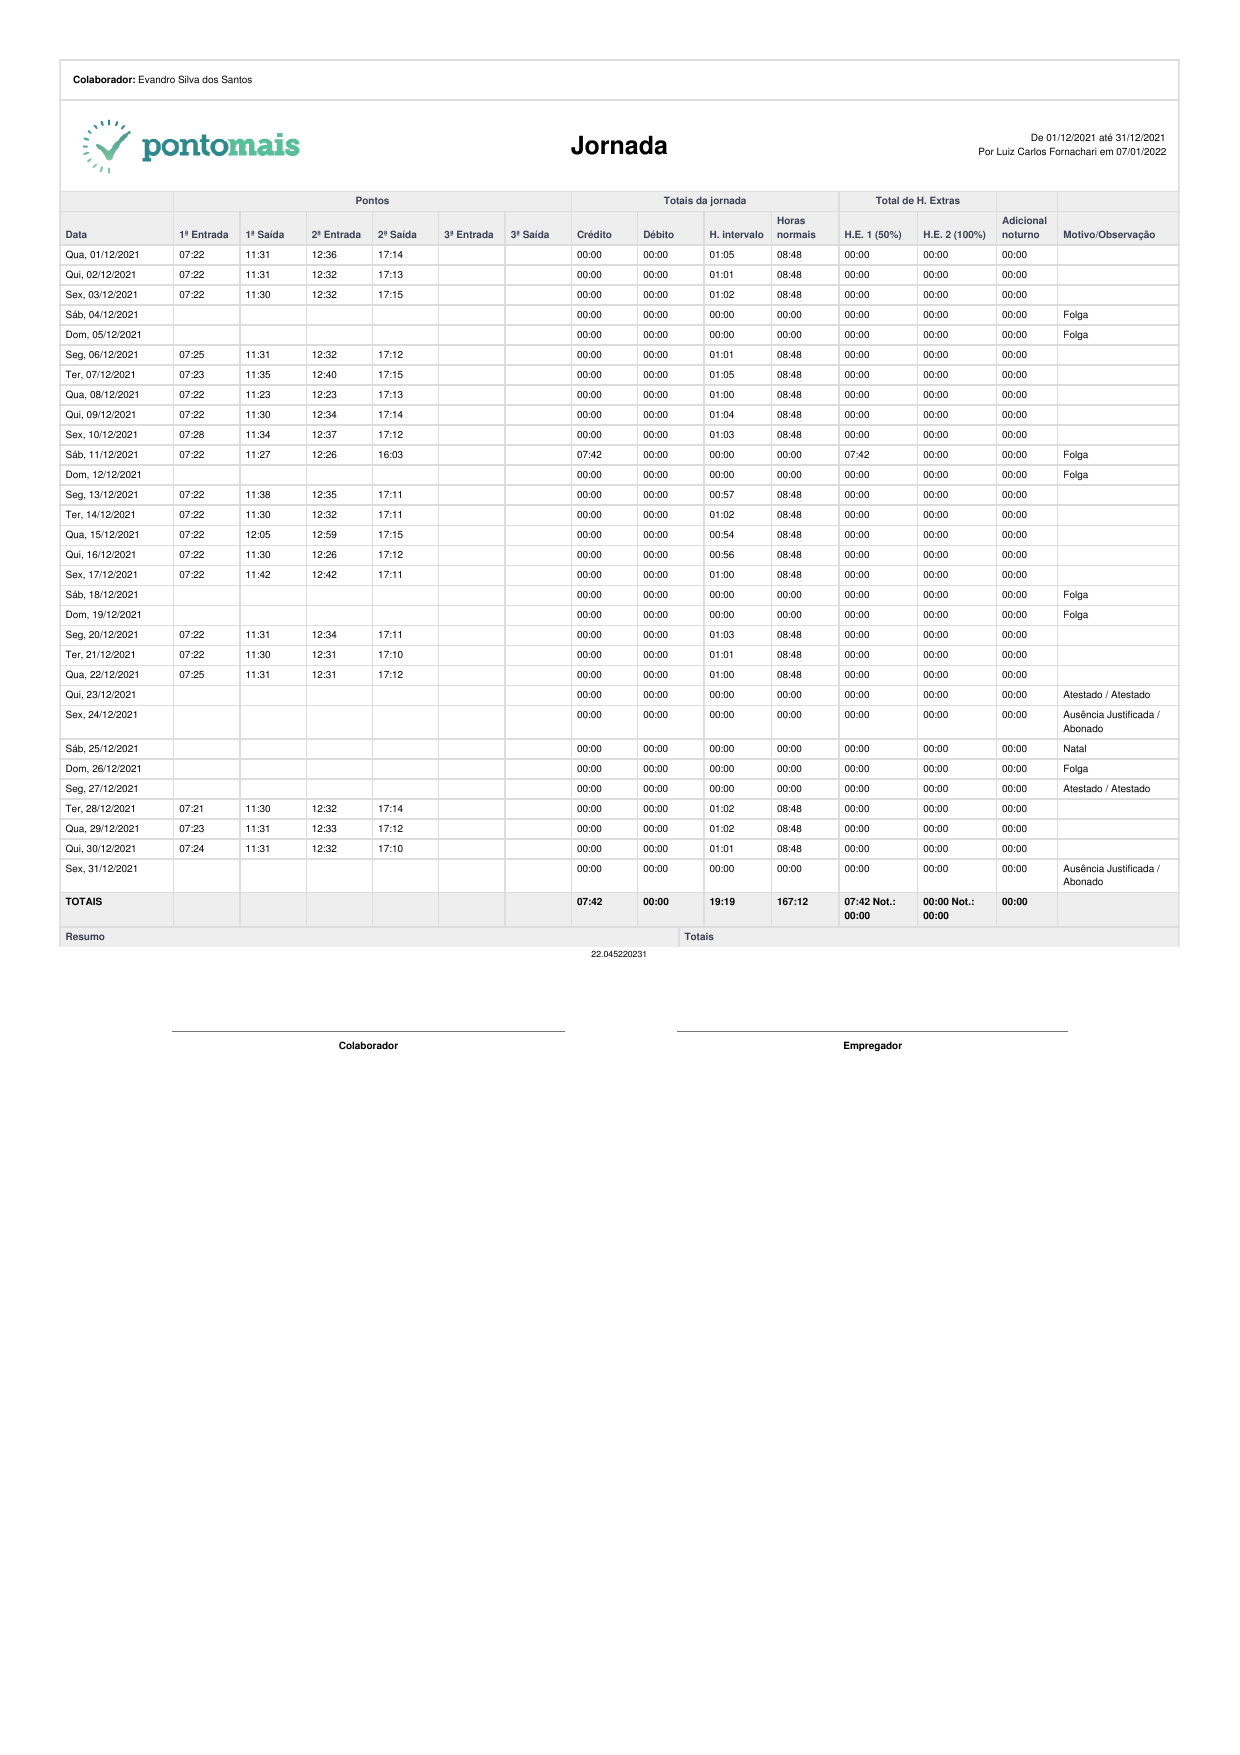 Colaborador: Evandro Silva dos Santos
pontomais
Jornada
De 01/12/2021 até 31/12/2021
Por Luiz Carlos Fornachari em 07/01/2022
Pontos Totais da jornada Total de H. Extras
Data 1ª Entrada 1ª Saída 2ª Entrada 2ª Saída 3ª Entrada 3ª Saída Crédito Débito H. intervalo Horas normais H.E. 1 (50%) H.E. 2 (100%) Adicional noturno Motivo/Observação
Qua, 01/12/2021 07:22 11:31 12:36 17:14 00:00 00:00 01:05 08:48 00:00 00:00 00:00
Qui, 02/12/2021 07:22 11:31 12:32 17:13 00:00 00:00 01:01 08:48 00:00 00:00 00:00
Sex, 03/12/2021 07:22 11:30 12:32 17:15 00:00 00:00 01:02 08:48 00:00 00:00 00:00
Sáb, 04/12/2021 00:00 00:00 00:00 00:00 00:00 00:00 00:00 Folga
Dom, 05/12/2021 00:00 00:00 00:00 00:00 00:00 00:00 00:00 Folga
Seg, 06/12/2021 07:25 11:31 12:32 17:12 00:00 00:00 01:01 08:48 00:00 00:00 00:00
Ter, 07/12/2021 07:23 11:35 12:40 17:15 00:00 00:00 01:05 08:48 00:00 00:00 00:00
Qua, 08/12/2021 07:22 11:23 12:23 17:13 00:00 00:00 01:00 08:48 00:00 00:00 00:00
Qui, 09/12/2021 07:22 11:30 12:34 17:14 00:00 00:00 01:04 08:48 00:00 00:00 00:00
Sex, 10/12/2021 07:28 11:34 12:37 17:12 00:00 00:00 01:03 08:48 00:00 00:00 00:00
Sáb, 11/12/2021 07:22 11:27 12:26 16:03 07:42 00:00 00:00 00:00 07:42 00:00 00:00 Folga
Dom, 12/12/2021 00:00 00:00 00:00 00:00 00:00 00:00 00:00 Folga
Seg, 13/12/2021 07:22 11:38 12:35 17:11 00:00 00:00 00:57 08:48 00:00 00:00 00:00
Ter, 14/12/2021 07:22 11:30 12:32 17:11 00:00 00:00 01:02 08:48 00:00 00:00 00:00
Qua, 15/12/2021 07:22 12:05 12:59 17:15 00:00 00:00 00:54 08:48 00:00 00:00 00:00
Qui, 16/12/2021 07:22 11:30 12:26 17:12 00:00 00:00 00:56 08:48 00:00 00:00 00:00
Sex, 17/12/2021 07:22 11:42 12:42 17:11 00:00 00:00 01:00 08:48 00:00 00:00 00:00
Sáb, 18/12/2021 00:00 00:00 00:00 00:00 00:00 00:00 00:00 Folga
Dom, 19/12/2021 00:00 00:00 00:00 00:00 00:00 00:00 00:00 Folga
Seg, 20/12/2021 07:22 11:31 12:34 17:11 00:00 00:00 01:03 08:48 00:00 00:00 00:00
Ter, 21/12/2021 07:22 11:30 12:31 17:10 00:00 00:00 01:01 08:48 00:00 00:00 00:00
Qua, 22/12/2021 07:25 11:31 12:31 17:12 00:00 00:00 01:00 08:48 00:00 00:00 00:00
Qui, 23/12/2021 00:00 00:00 00:00 00:00 00:00 00:00 00:00 Atestado / Atestado
Sex, 24/12/2021 00:00 00:00 00:00 00:00 00:00 00:00 00:00 Ausência Justificada / Abonado
Sáb, 25/12/2021 00:00 00:00 00:00 00:00 00:00 00:00 00:00 Natal
Dom, 26/12/2021 00:00 00:00 00:00 00:00 00:00 00:00 00:00 Folga
Seg, 27/12/2021 00:00 00:00 00:00 00:00 00:00 00:00 00:00 Atestado / Atestado
Ter, 28/12/2021 07:21 11:30 12:32 17:14 00:00 00:00 01:02 08:48 00:00 00:00 00:00
Qua, 29/12/2021 07:23 11:31 12:33 17:12 00:00 00:00 01:02 08:48 00:00 00:00 00:00
Qui, 30/12/2021 07:24 11:31 12:32 17:10 00:00 00:00 01:01 08:48 00:00 00:00 00:00
Sex, 31/12/2021 00:00 00:00 00:00 00:00 00:00 00:00 00:00 Ausência Justificada / Abonado
TOTAIS 07:42 00:00 19:19 167:12 07:42 Not.: 00:00 00:00 Not.: 00:00 00:00
Resumo Totais
22.045220231
Colaborador Empregador